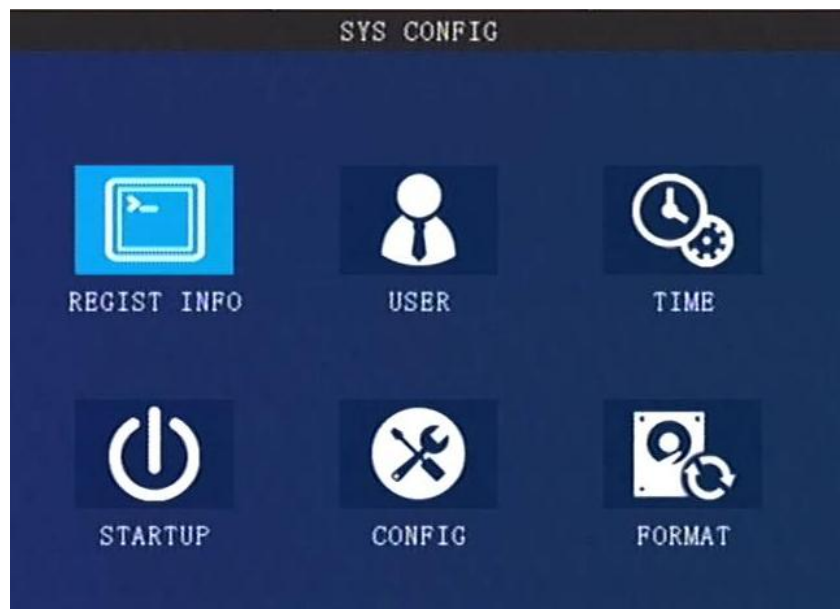 SYS CONFIG
REGIST INFO
USER
TIME
STARTUP
CONFIG
FORMAT